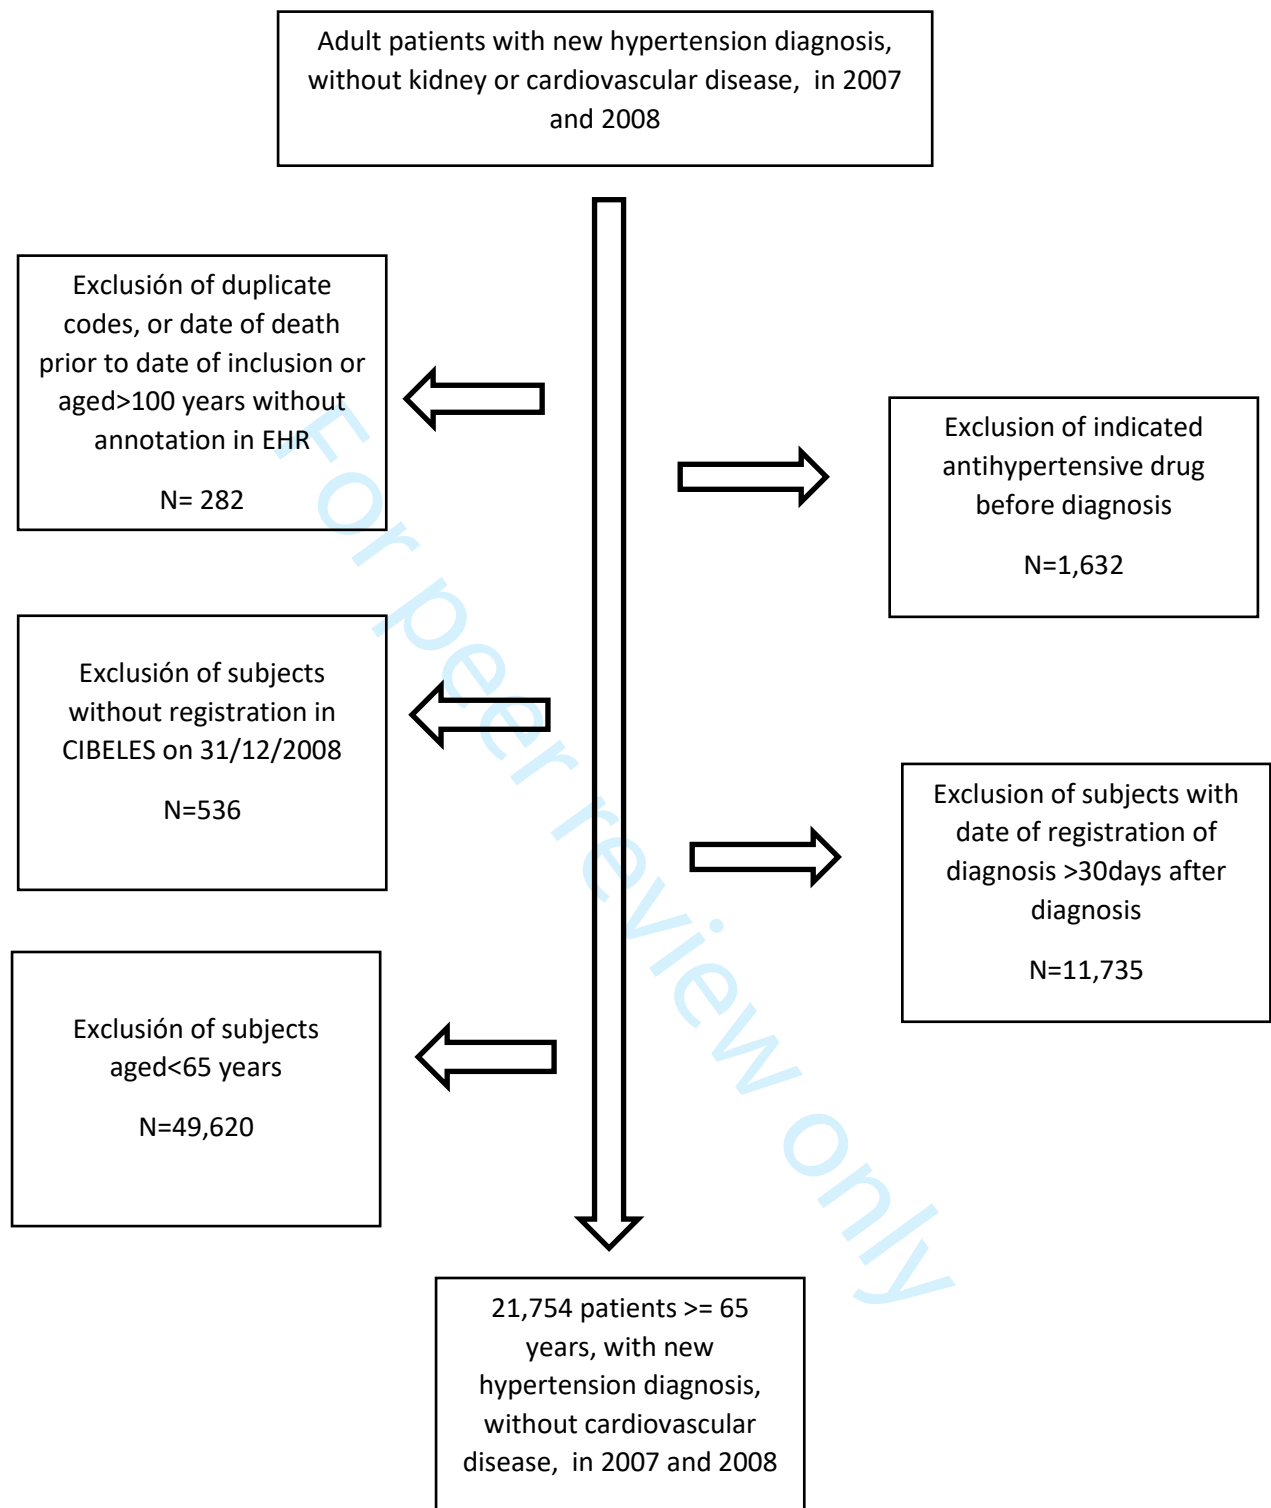 Adult patients with new hypertension diagnosis,
without kidney or cardiovascular disease,  in 2007
and 2008
Exclusión of duplicate
codes, or date of death
prior to date of inclusion or
aged>100 years without
annotation in EHR
N= 282
Exclusion of indicated
antihypertensive drug
before diagnosis
N=1,632
Exclusión of subjects
without registration in
CIBELES on 31/12/2008
N=536
Exclusion of subjects with
date of registration of
diagnosis >30days after
diagnosis
N=11,735
Exclusión of subjects
aged<65 years
N=49,620
21,754 patients >= 65
years, with new
hypertension diagnosis,
without cardiovascular
disease,  in 2007 and 2008
For peer review only